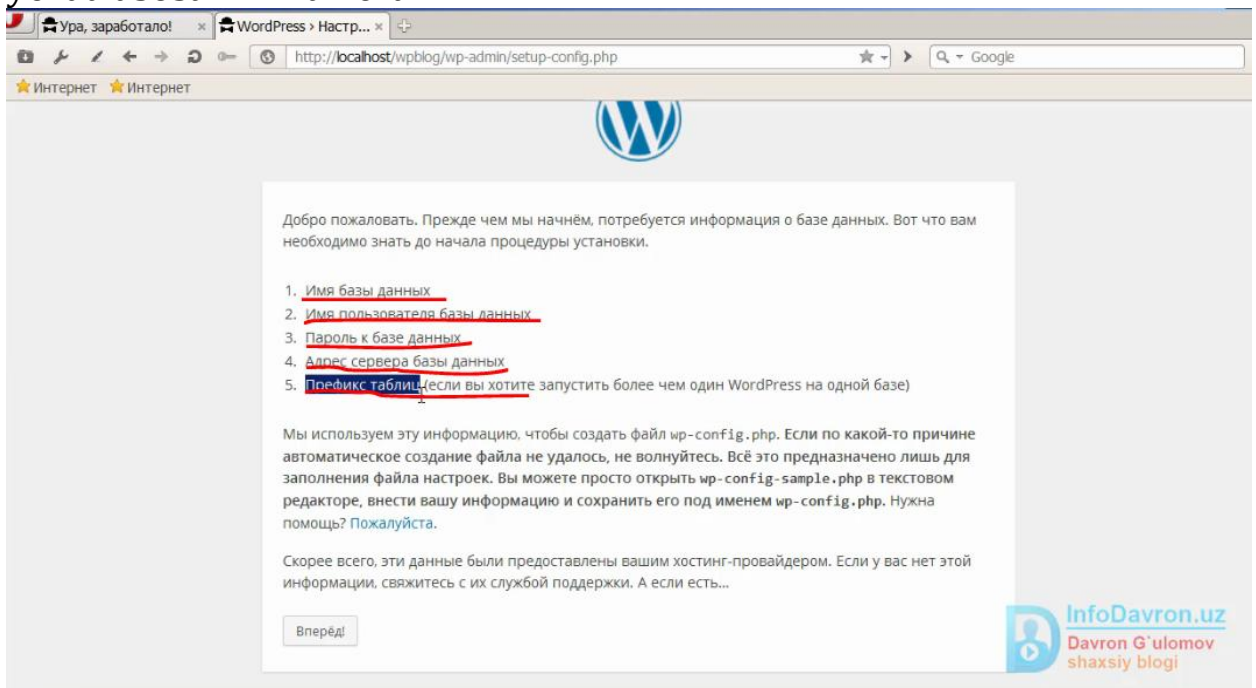 Ура, заработало!
WordPress › Настр...
http://localhost/wpblog/wp-admin/setup-config.php
Google
Интернет Интернет
Добро пожаловать. Прежде чем мы начнём, потребуется информация о базе данных. Вот что вам
необходимо знать до начала процедуры установки.
1. Имя базы данных
2. Имя пользователя базы данных
3. Пароль к базе данных
4. Адрес сервера базы данных
5. Префикс таблиц (если вы хотите запустить более чем один WordPress на одной базе)
Мы используем эту информацию, чтобы создать файл wp-config.php. Если по какой-то причине
автоматическое создание файла не удалось, не волнуйтесь. Всё это предназначено лишь для
заполнения файла настроек. Вы можете просто открыть wp-config-sample.php в текстовом
редакторе, внести вашу информацию и сохранить его под именем wp-config.php. Нужна
помощь? Пожалуйста.
Скорее всего, эти данные были предоставлены вашим хостинг-провайдером. Если у вас нет этой
информации, свяжитесь с их службой поддержки. А если есть...
Вперёд!
InfoDavron.uz
Davron G`ulomov
shaxsiy blogi